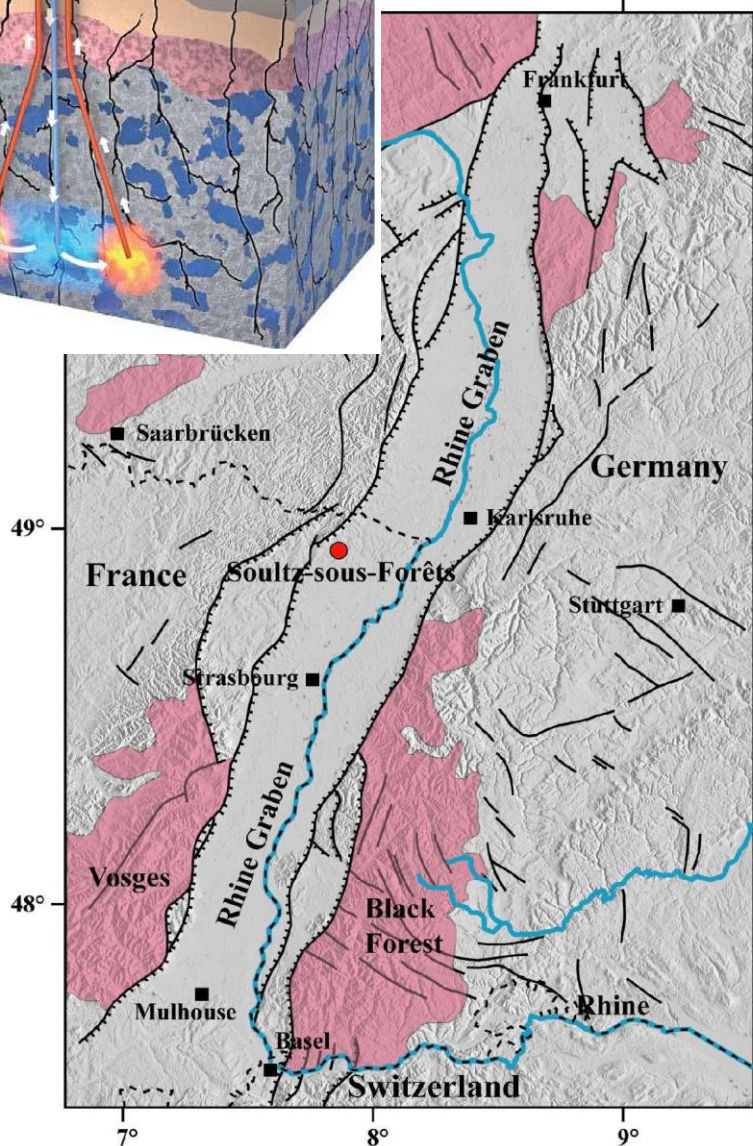 Frankfurt
Rhine Graben
Saarbrücken
Germany
49°
Karlsruhe
France
Soultz-sous-Forêts
Stuttgart
Strasbourg
Rhine Graben
Vosges
48°
Black
Forest
Mulhouse
Rhine
Basel
Switzerland
7°
8°
9°